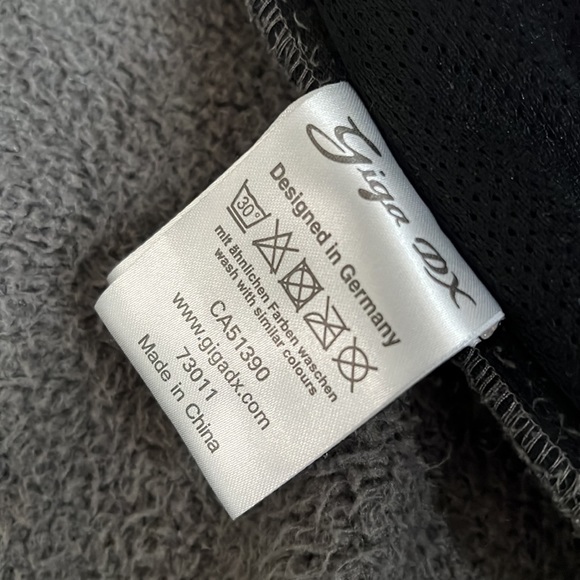 Giga DX
Designed in Germany
30°
mit ähnlichen Farben waschen
wash with similar colours
CA51390
www.gigadx.com
73011
Made in China